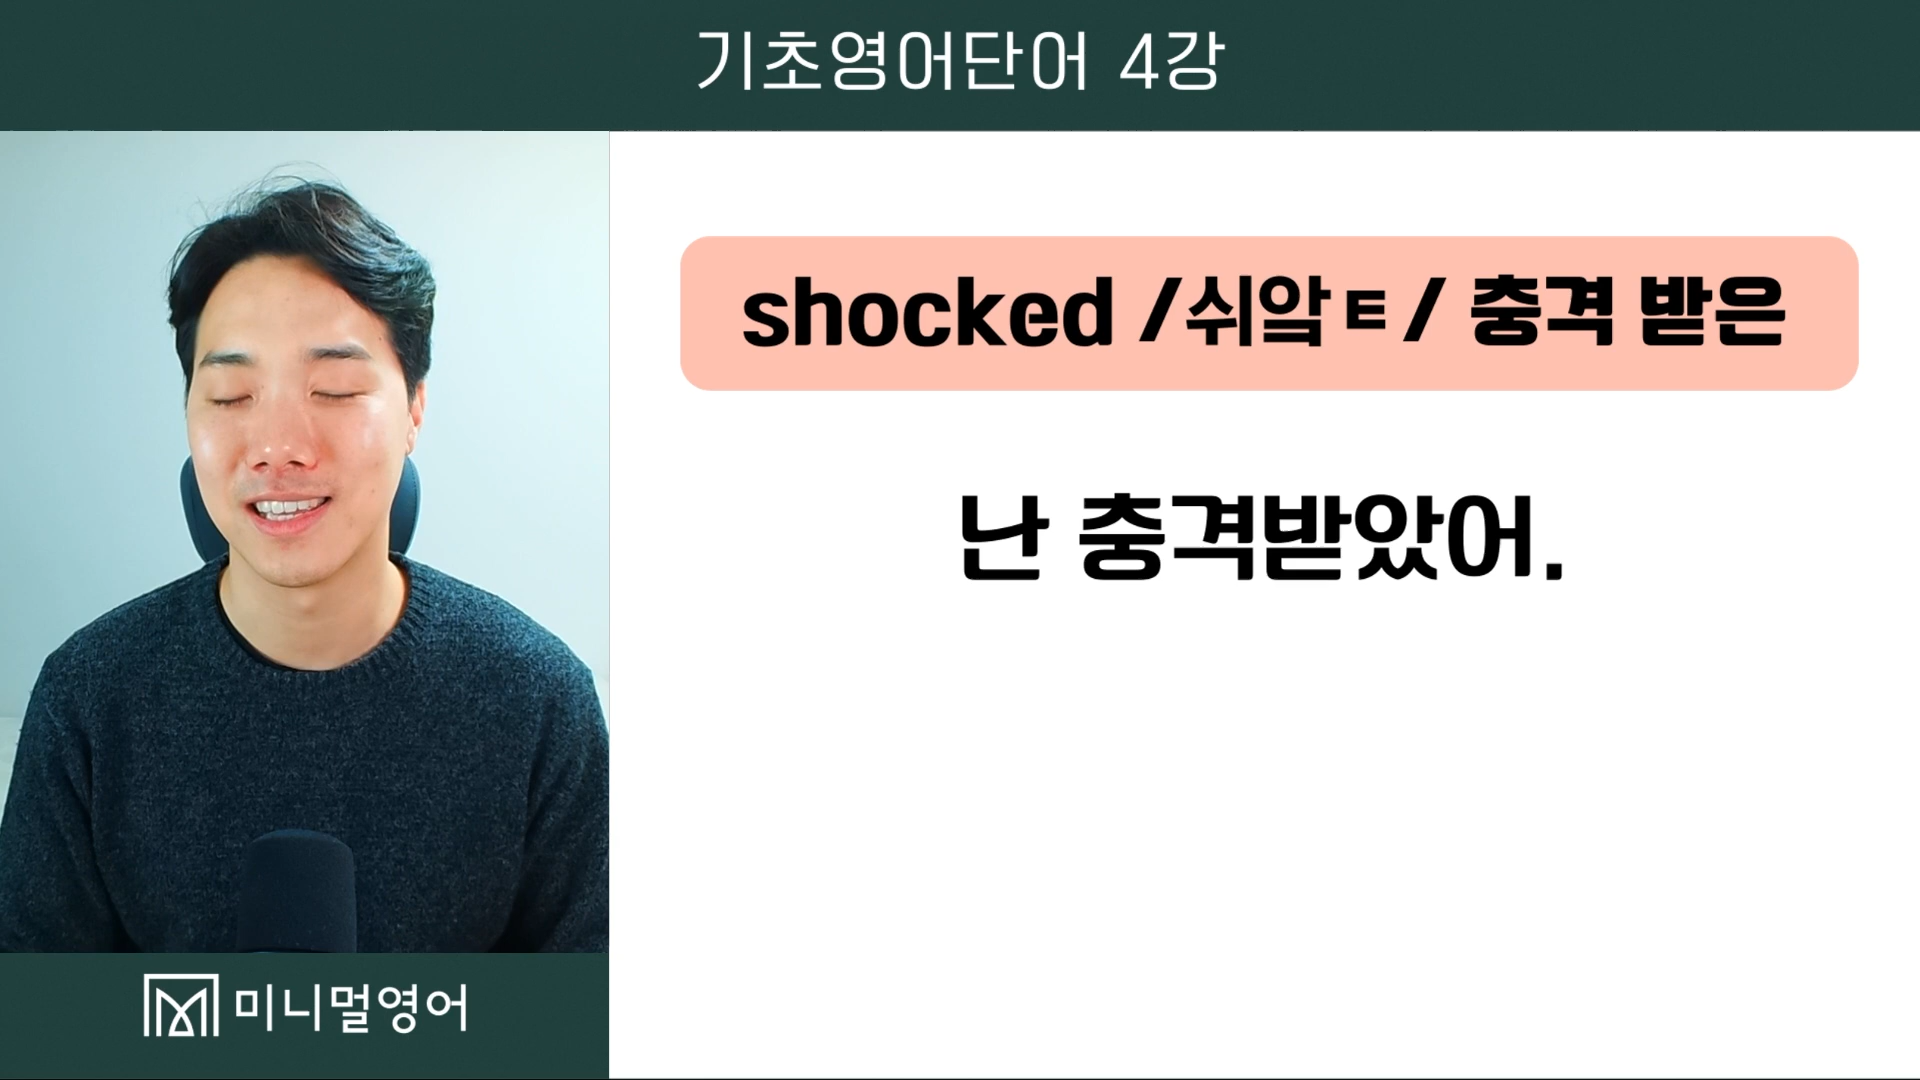 기초영어단어 4강
shocked /쉬앜ㅌ/ 충격 받은
난 충격받았어.
미니멀영어